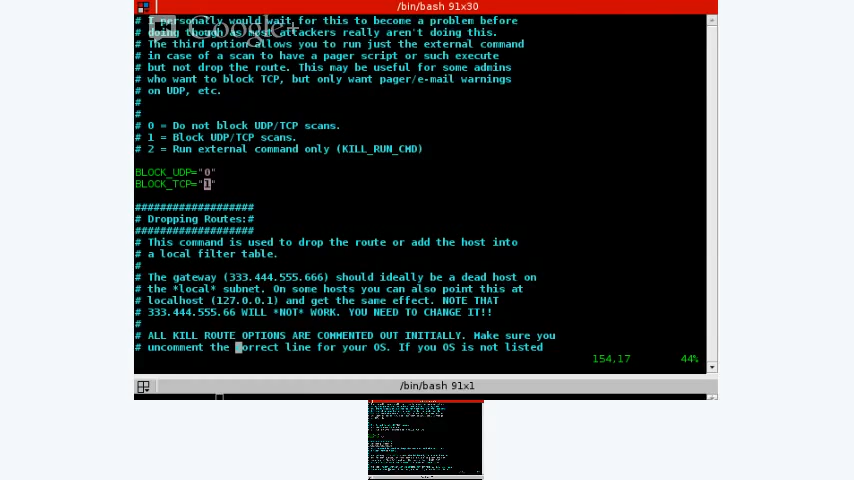 /bin/bash 91x30
# I personally would wait for this to become a problem before
# doing though as most attackers really aren't doing this.
Google+
# The third option allows you to run just the external command
# in case of a scan to have a pager script or such execute
# but not drop the route. This may be useful for some admins
# who want to block TCP, but only want pager/e-mail warnings
# on UDP, etc.
#
#
# 0 = Do not block UDP/TCP scans.
# 1 = Block UDP/TCP scans.
# 2 = Run external command only (KILL_RUN_CMD)
BLOCK_UDP="0"
BLOCK_TCP="1"
###################
# Dropping Routes:#
###################
# This command is used to drop the route or add the host into
# a local filter table.
#
# The gateway (333.444.555.666) should ideally be a dead host on
# the *local* subnet. On some hosts you can also point this at
# localhost (127.0.0.1) and get the same effect. NOTE THAT
# 333.444.555.66 WILL *NOT* WORK. YOU NEED TO CHANGE IT!!
#
# ALL KILL ROUTE OPTIONS ARE COMMENTED OUT INITIALLY. Make sure you
# uncomment the correct line for your OS. If you OS is not listed
154,17 44%
/bin/bash 91x1